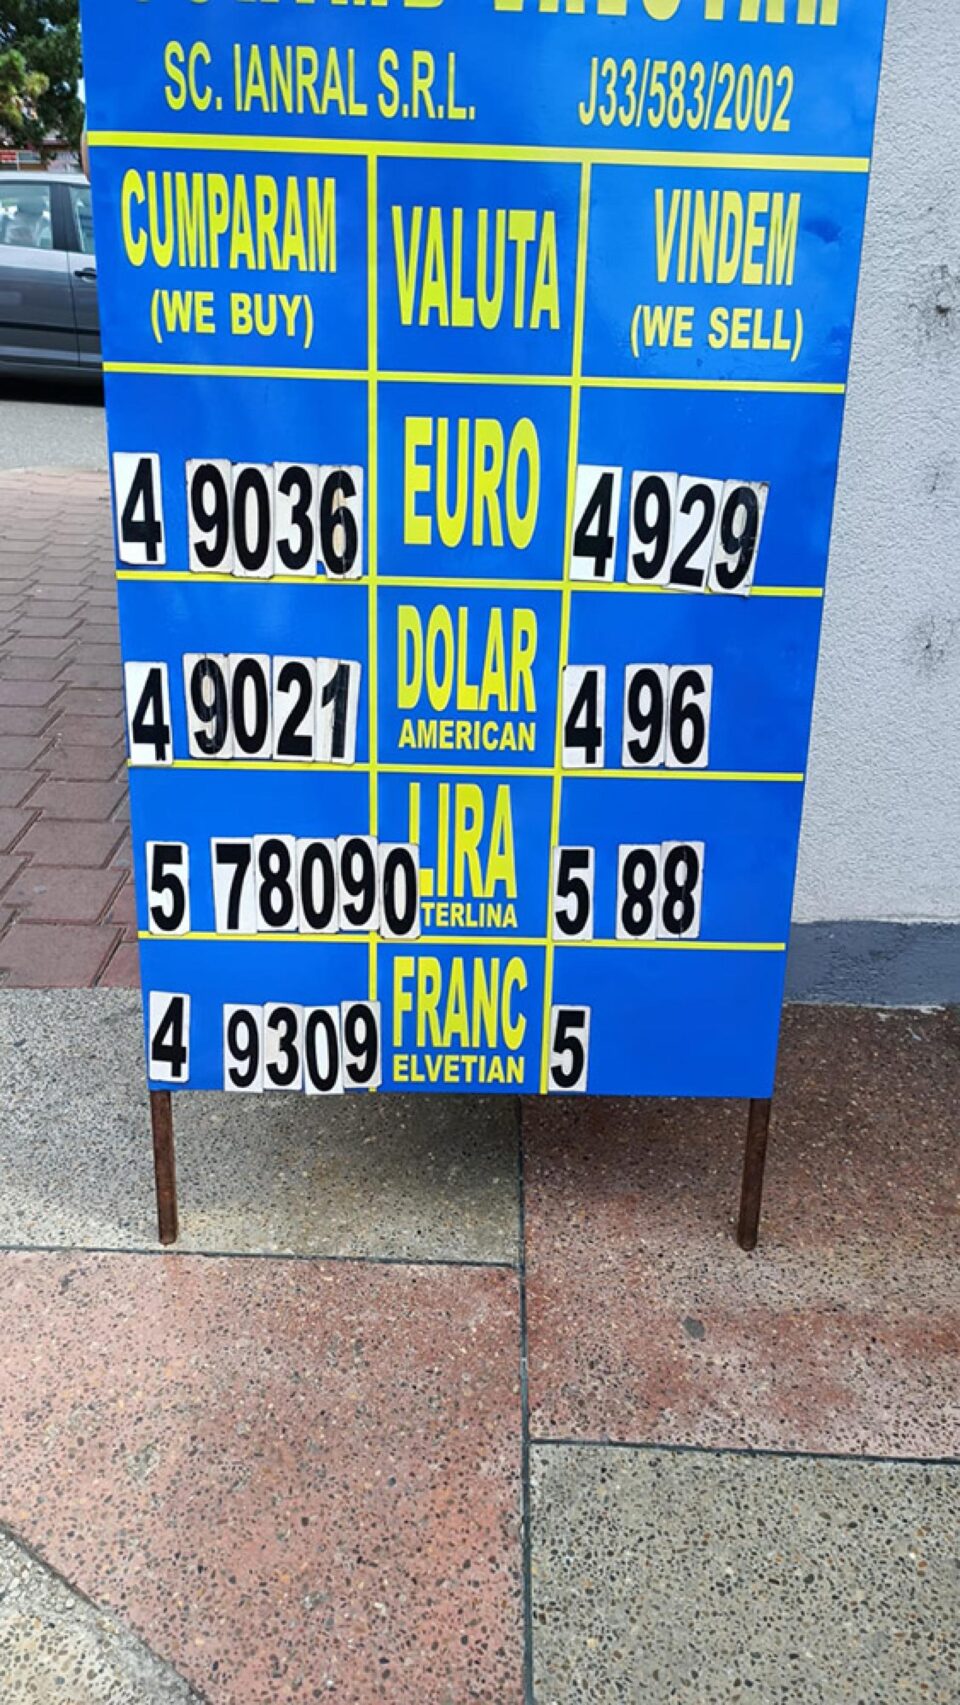 SC. IANRAL S.R.L. J33/583/2002
CUMPARAM (WE BUY) VALUTA VINDEM (WE SELL)
4 9036 EURO 4 929
4 9021 DOLAR AMERICAN 4 96
5 78090 LIRA TERLINA 5 88
4 9309 FRANC ELVETIAN 5